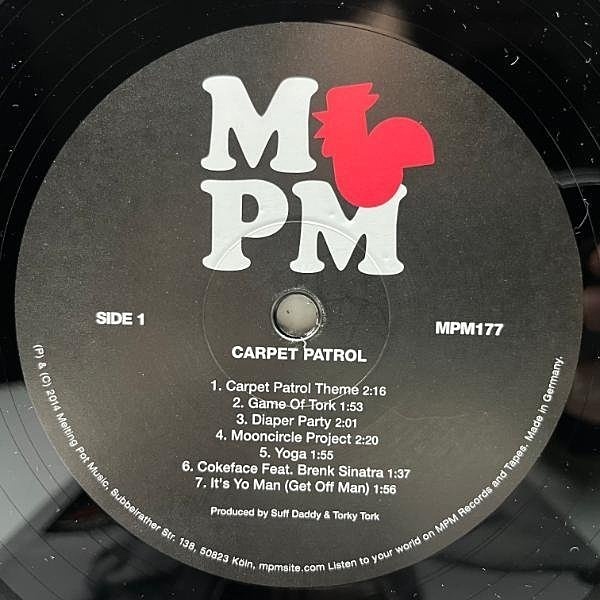 M
PM
SIDE 1
MPM177
CARPET PATROL
1. Carpet Patrol Theme 2:16
2. Game Of Tork 1:53
3. Diaper Party 2:01
4. Mooncircle Project 2:20
5. Yoga 1:55
6. Cokeface Feat. Brenk Sinatra 1:37
7. It's Yo Man (Get Off Man) 1:56
Produced by Suff Daddy & Torky Tork
(P) & (C) 2014 Melting Pot Music, Subbelrather Str. 138, 50823 Köln, mpmsite.com Listen to your world on MPM Records and Tapes. Made in Germany.